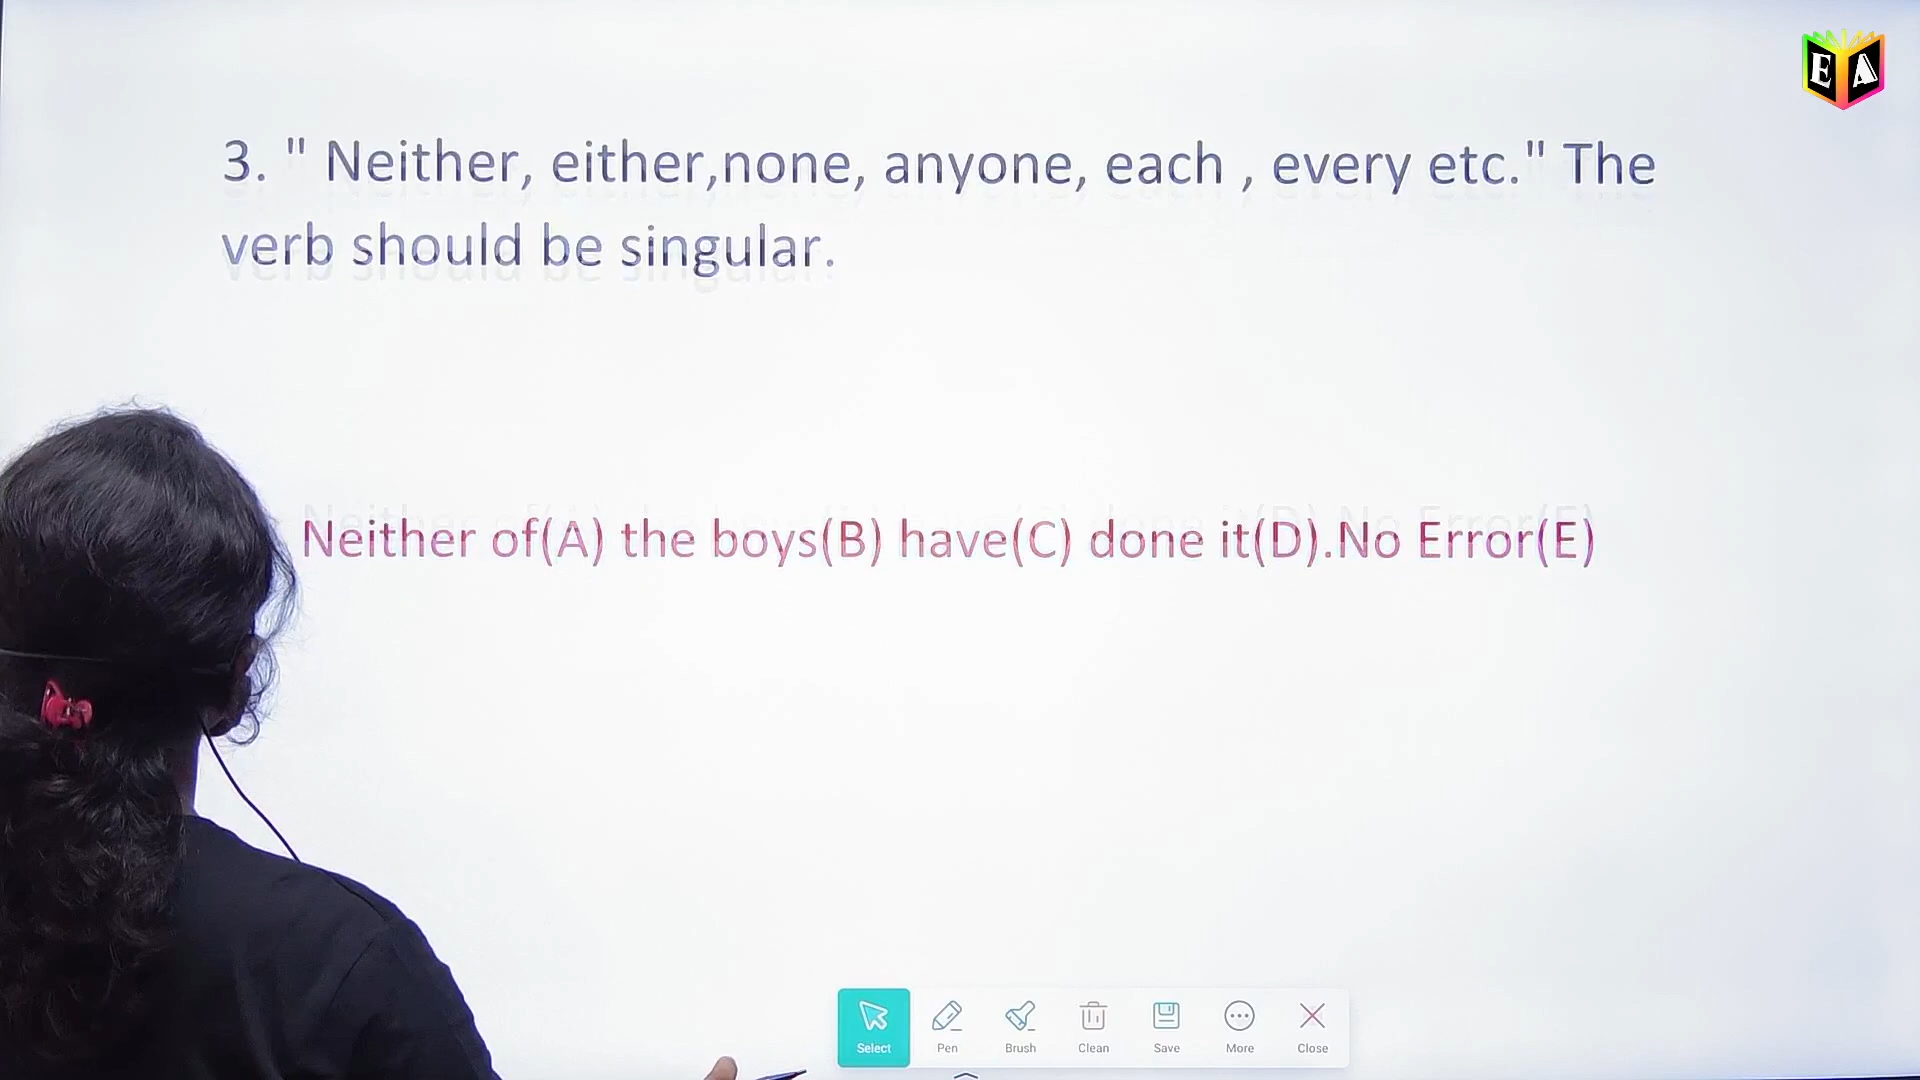 E A
3. " Neither, either,none, anyone, each , every etc." The
verb should be singular.
Neither of(A) the boys(B) have(C) done it(D).No Error(E)
Select Pen Brush Clean Save More Close